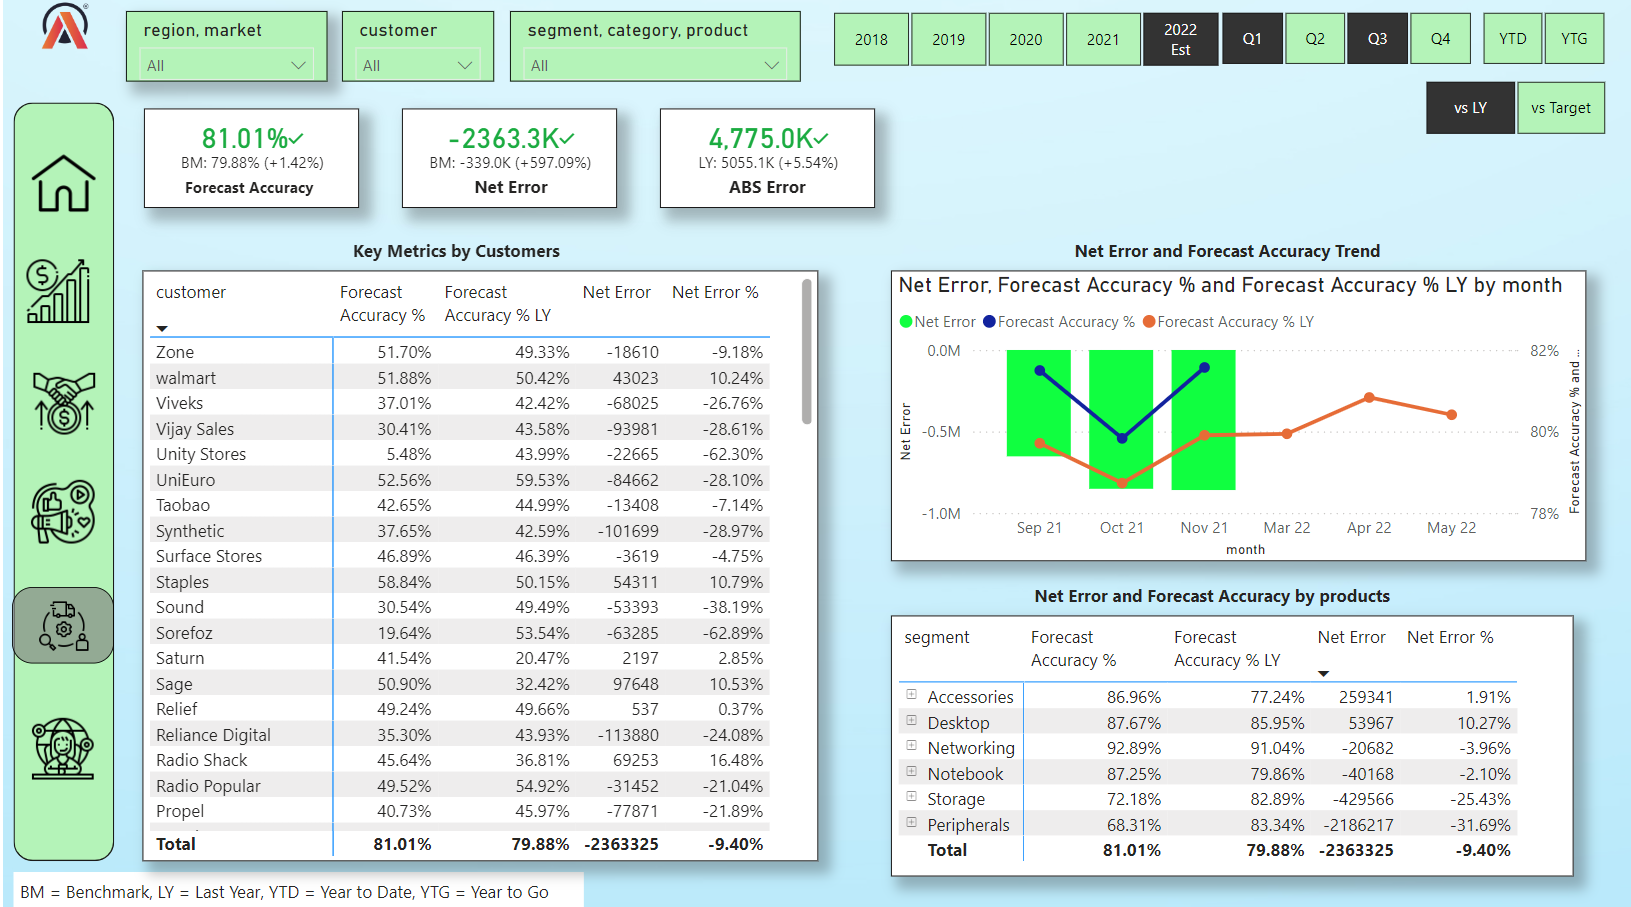 region, market
All
customer
All
segment, category, product
All
2018
2019
2020
2021
2022
Est
Q1
Q2
Q3
Q4
YTD
YTG
vs LY
vs Target
81.01%
BM: 79.88% (+1.42%)
Forecast Accuracy
-2363.3K
BM: -339.0K (+597.09%)
Net Error
4,775.0K
LY: 5055.1K (+5.54%)
ABS Error
Key Metrics by Customers
customer Forecast Accuracy % Forecast Accuracy % LY Net Error Net Error %
Zone 51.70% 49.33% -18610 -9.18%
walmart 51.88% 50.42% 43023 10.24%
Viveks 37.01% 42.42% -68025 -26.76%
Vijay Sales 30.41% 43.58% -93981 -28.61%
Unity Stores 5.48% 43.99% -22665 -62.30%
UniEuro 52.56% 59.53% -84662 -28.10%
Taobao 42.65% 44.99% -13408 -7.14%
Synthetic 37.65% 42.59% -101699 -28.97%
Surface Stores 46.89% 46.39% -3619 -4.75%
Staples 58.84% 50.15% 54311 10.79%
Sound 30.54% 49.49% -53393 -38.19%
Sorefoz 19.64% 53.54% -63285 -62.89%
Saturn 41.54% 20.47% 2197 2.85%
Sage 50.90% 32.42% 97648 10.53%
Relief 49.24% 49.66% 537 0.37%
Reliance Digital 35.30% 43.93% -113880 -24.08%
Radio Shack 45.64% 36.81% 69253 16.48%
Radio Popular 49.52% 54.92% -31452 -21.04%
Propel 40.73% 45.97% -77871 -21.89%
Total 81.01% 79.88% -2363325 -9.40%
Net Error and Forecast Accuracy Trend
Net Error, Forecast Accuracy % and Forecast Accuracy % LY by month
Net Error Forecast Accuracy % Forecast Accuracy % LY
0.0M
-0.5M
-1.0M
Net Error
82%
80%
78%
Forecast Accuracy % and ...
Sep 21 Oct 21 Nov 21 Mar 22 Apr 22 May 22
month
Net Error and Forecast Accuracy by products
segment Forecast Accuracy % Forecast Accuracy % LY Net Error Net Error %
Accessories 86.96% 77.24% 259341 1.91%
Desktop 87.67% 85.95% 53967 10.27%
Networking 92.89% 91.04% -20682 -3.96%
Notebook 87.25% 79.86% -40168 -2.10%
Storage 72.18% 82.89% -429566 -25.43%
Peripherals 68.31% 83.34% -2186217 -31.69%
Total 81.01% 79.88% -2363325 -9.40%
BM = Benchmark, LY = Last Year, YTD = Year to Date, YTG = Year to Go